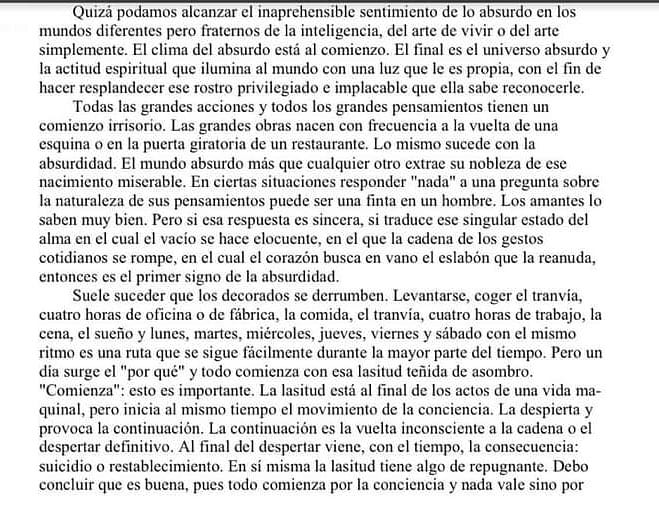 Quizá podamos alcanzar el inaprehensible sentimiento de lo absurdo en los
mundos diferentes pero fraternos de la inteligencia, del arte de vivir o del arte
simplemente. El clima del absurdo está al comienzo. El final es el universo absurdo y
la actitud espiritual que ilumina al mundo con una luz que le es propia, con el fin de
hacer resplandecer ese rostro privilegiado e implacable que ella sabe reconocerle.
Todas las grandes acciones y todos los grandes pensamientos tienen un
comienzo irrisorio. Las grandes obras nacen con frecuencia a la vuelta de una
esquina o en la puerta giratoria de un restaurante. Lo mismo sucede con la
absurdidad. El mundo absurdo más que cualquier otro extrae su nobleza de ese
nacimiento miserable. En ciertas situaciones responder "nada" a una pregunta sobre
la naturaleza de sus pensamientos puede ser una finta en un hombre. Los amantes lo
saben muy bien. Pero si esa respuesta es sincera, si traduce ese singular estado del
alma en el cual el vacío se hace elocuente, en el que la cadena de los gestos
cotidianos se rompe, en el cual el corazón busca en vano el eslabón que la reanuda,
entonces es el primer signo de la absurdidad.
Suele suceder que los decorados se derrumben. Levantarse, coger el tranvía,
cuatro horas de oficina o de fábrica, la comida, el tranvía, cuatro horas de trabajo, la
cena, el sueño y lunes, martes, miércoles, jueves, viernes y sábado con el mismo
ritmo es una ruta que se sigue fácilmente durante la mayor parte del tiempo. Pero un
día surge el "por qué" y todo comienza con esa lasitud teñida de asombro.
"Comienza": esto es importante. La lasitud está al final de los actos de una vida ma-
quinal, pero inicia al mismo tiempo el movimiento de la conciencia. La despierta y
provoca la continuación. La continuación es la vuelta inconsciente a la cadena o el
despertar definitivo. Al final del despertar viene, con el tiempo, la consecuencia:
suicidio o restablecimiento. En sí misma la lasitud tiene algo de repugnante. Debo
concluir que es buena, pues todo comienza por la conciencia y nada vale sino por